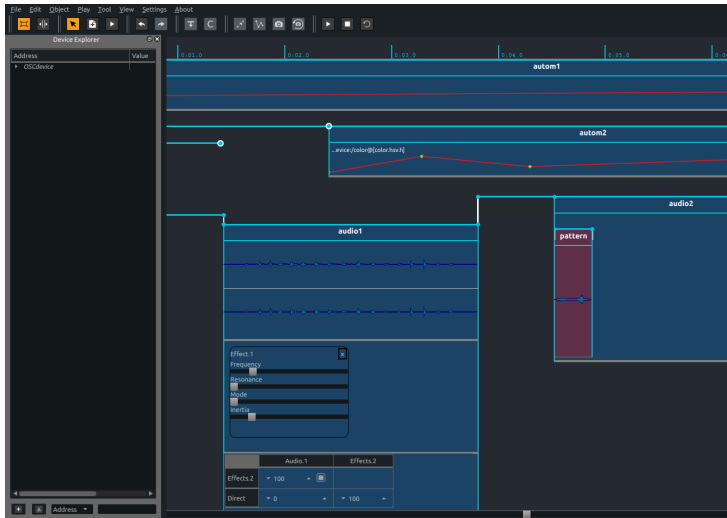 File Edit Object Play Tool View Settings About
Device Explorer
Address Value
OSCdevice
0:01.0 0:02.0 0:03.0 0:04.0 0:05.0
autom1
autom2
...evice:/color@[color.hsv.h]
audio1
audio2
pattern
Effect.1 x
Frequency
Resonance
Mode
Inertia
Audio.1 Effects.2
Effects.2 100
Direct 0 100
Address